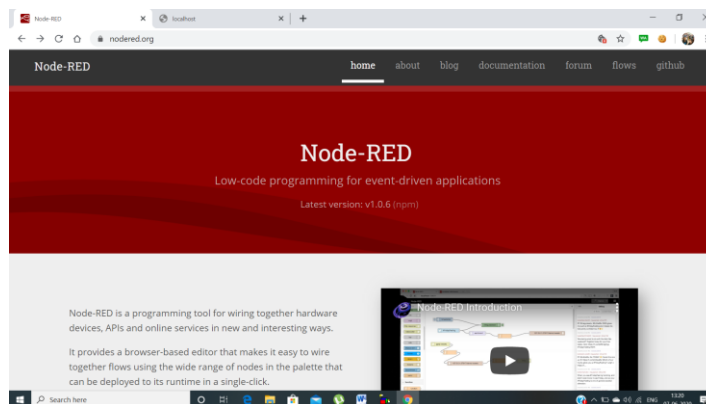 Node-RED
localhost
nodered.org
Node-RED
home about blog documentation forum flows github
Node-RED
Low-code programming for event-driven applications
Latest version: v1.0.6 (npm)
Node-RED is a programming tool for wiring together hardware
devices, APIs and online services in new and interesting ways.
It provides a browser-based editor that makes it easy to wire
together flows using the wide range of nodes in the palette that
can be deployed to its runtime in a single-click.
Node-RED Introduction
Search here
ENG
13:20